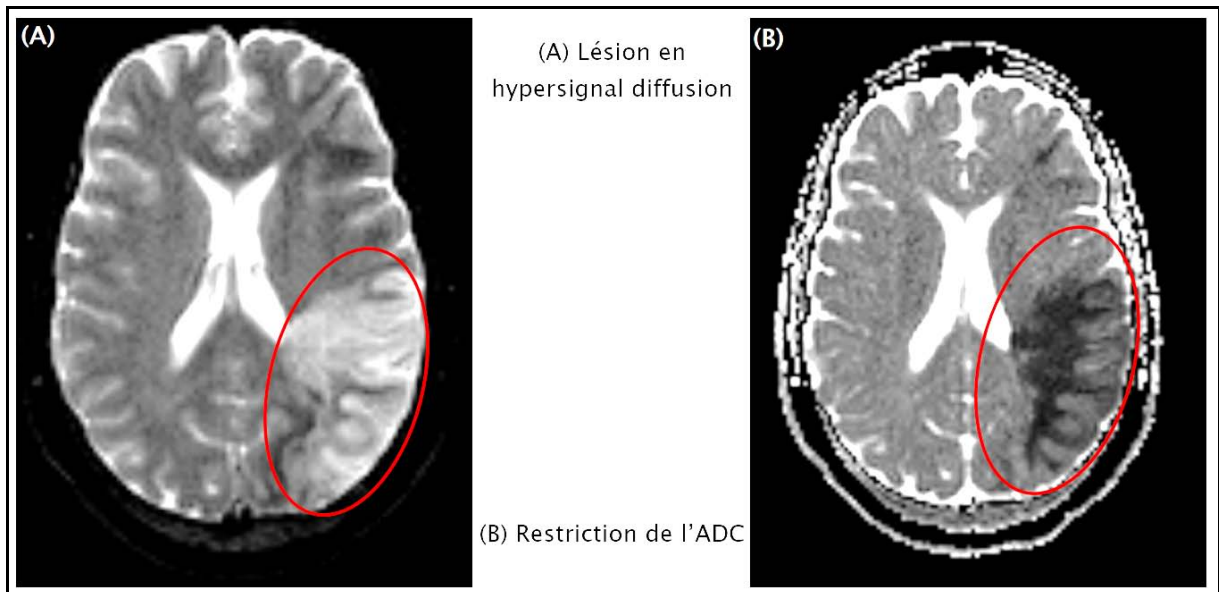 (A)
(A) Lésion en
hypersignal diffusion
(B)
(B) Restriction de l'ADC